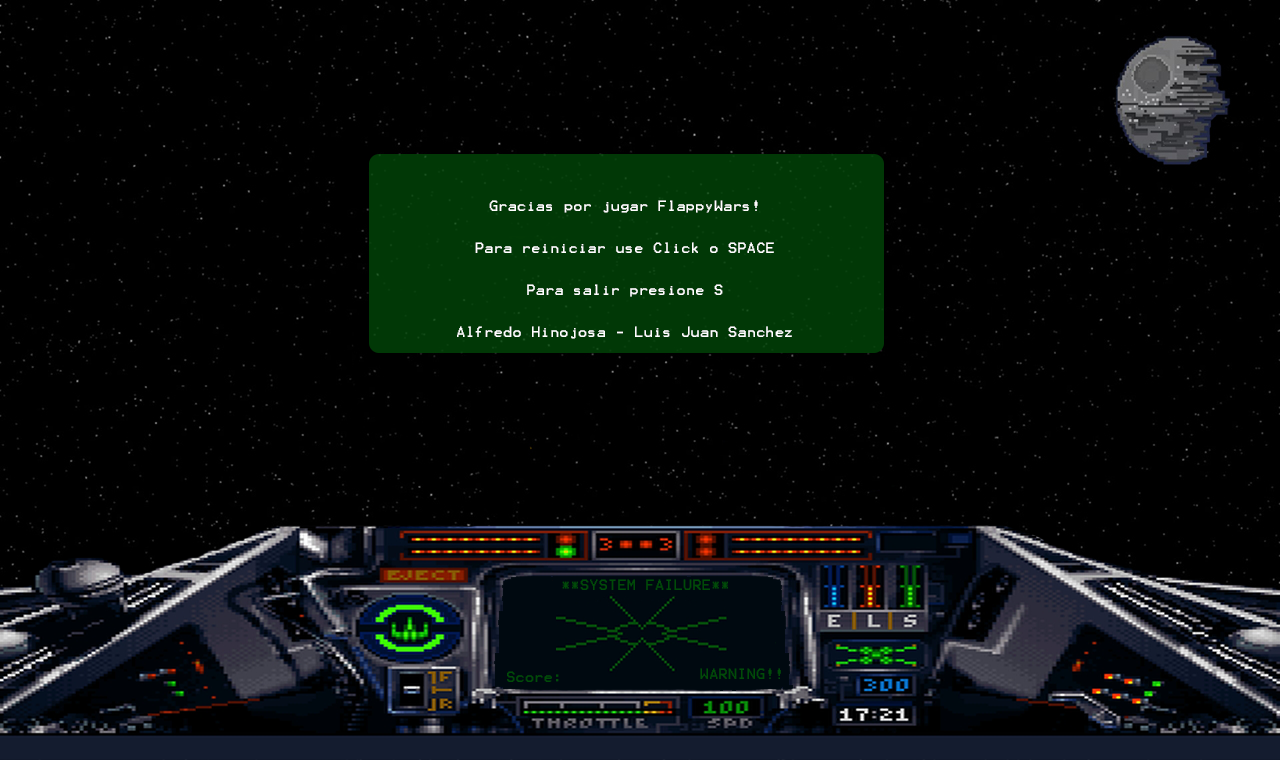 Gracias por jugar FlappyWars!
Para reiniciar use Click o SPACE
Para salir presione S
Alfredo Hinojosa - Luis Juan Sanchez
3 3
EJECT
**SYSTEM FAILURE**
E L S
Score:
WARNING!!
300
100
17:21
THROTTLE
SPD